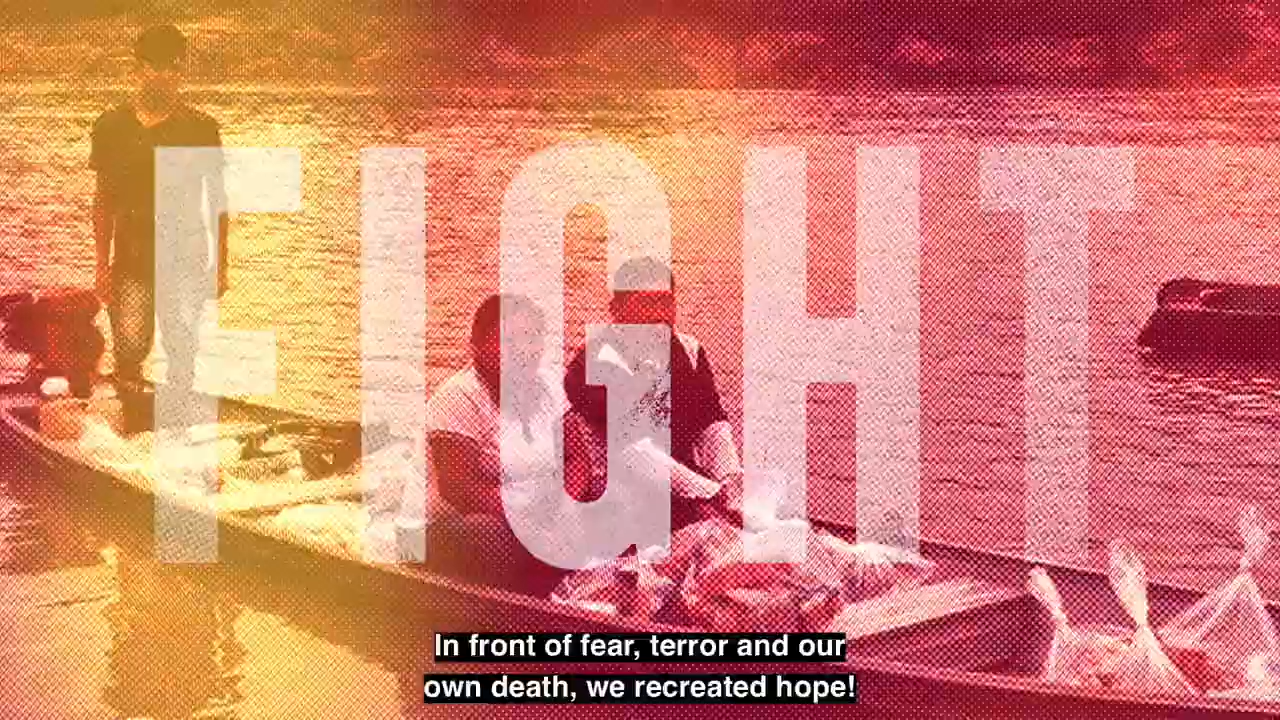 FIGHT
In front of fear, terror and our
own death, we recreated hope!